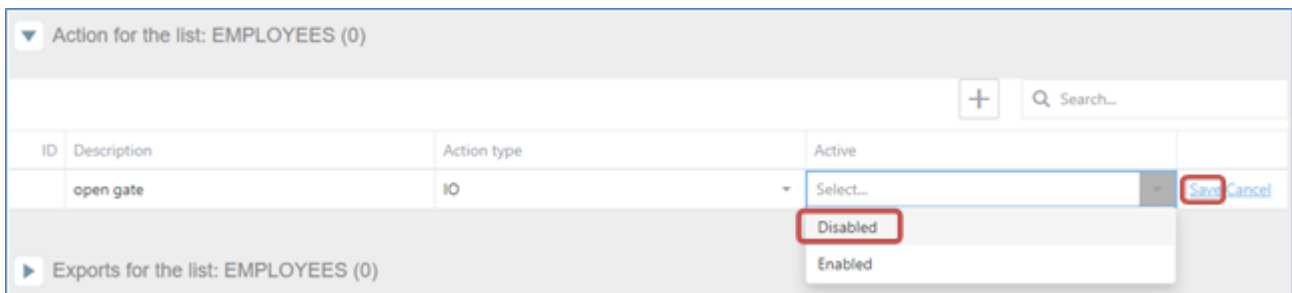 Action for the list: EMPLOYEES (0)
Search...
ID Description Action type Active
open gate IO Select... Save Cancel
Disabled
Enabled
Exports for the list: EMPLOYEES (0)